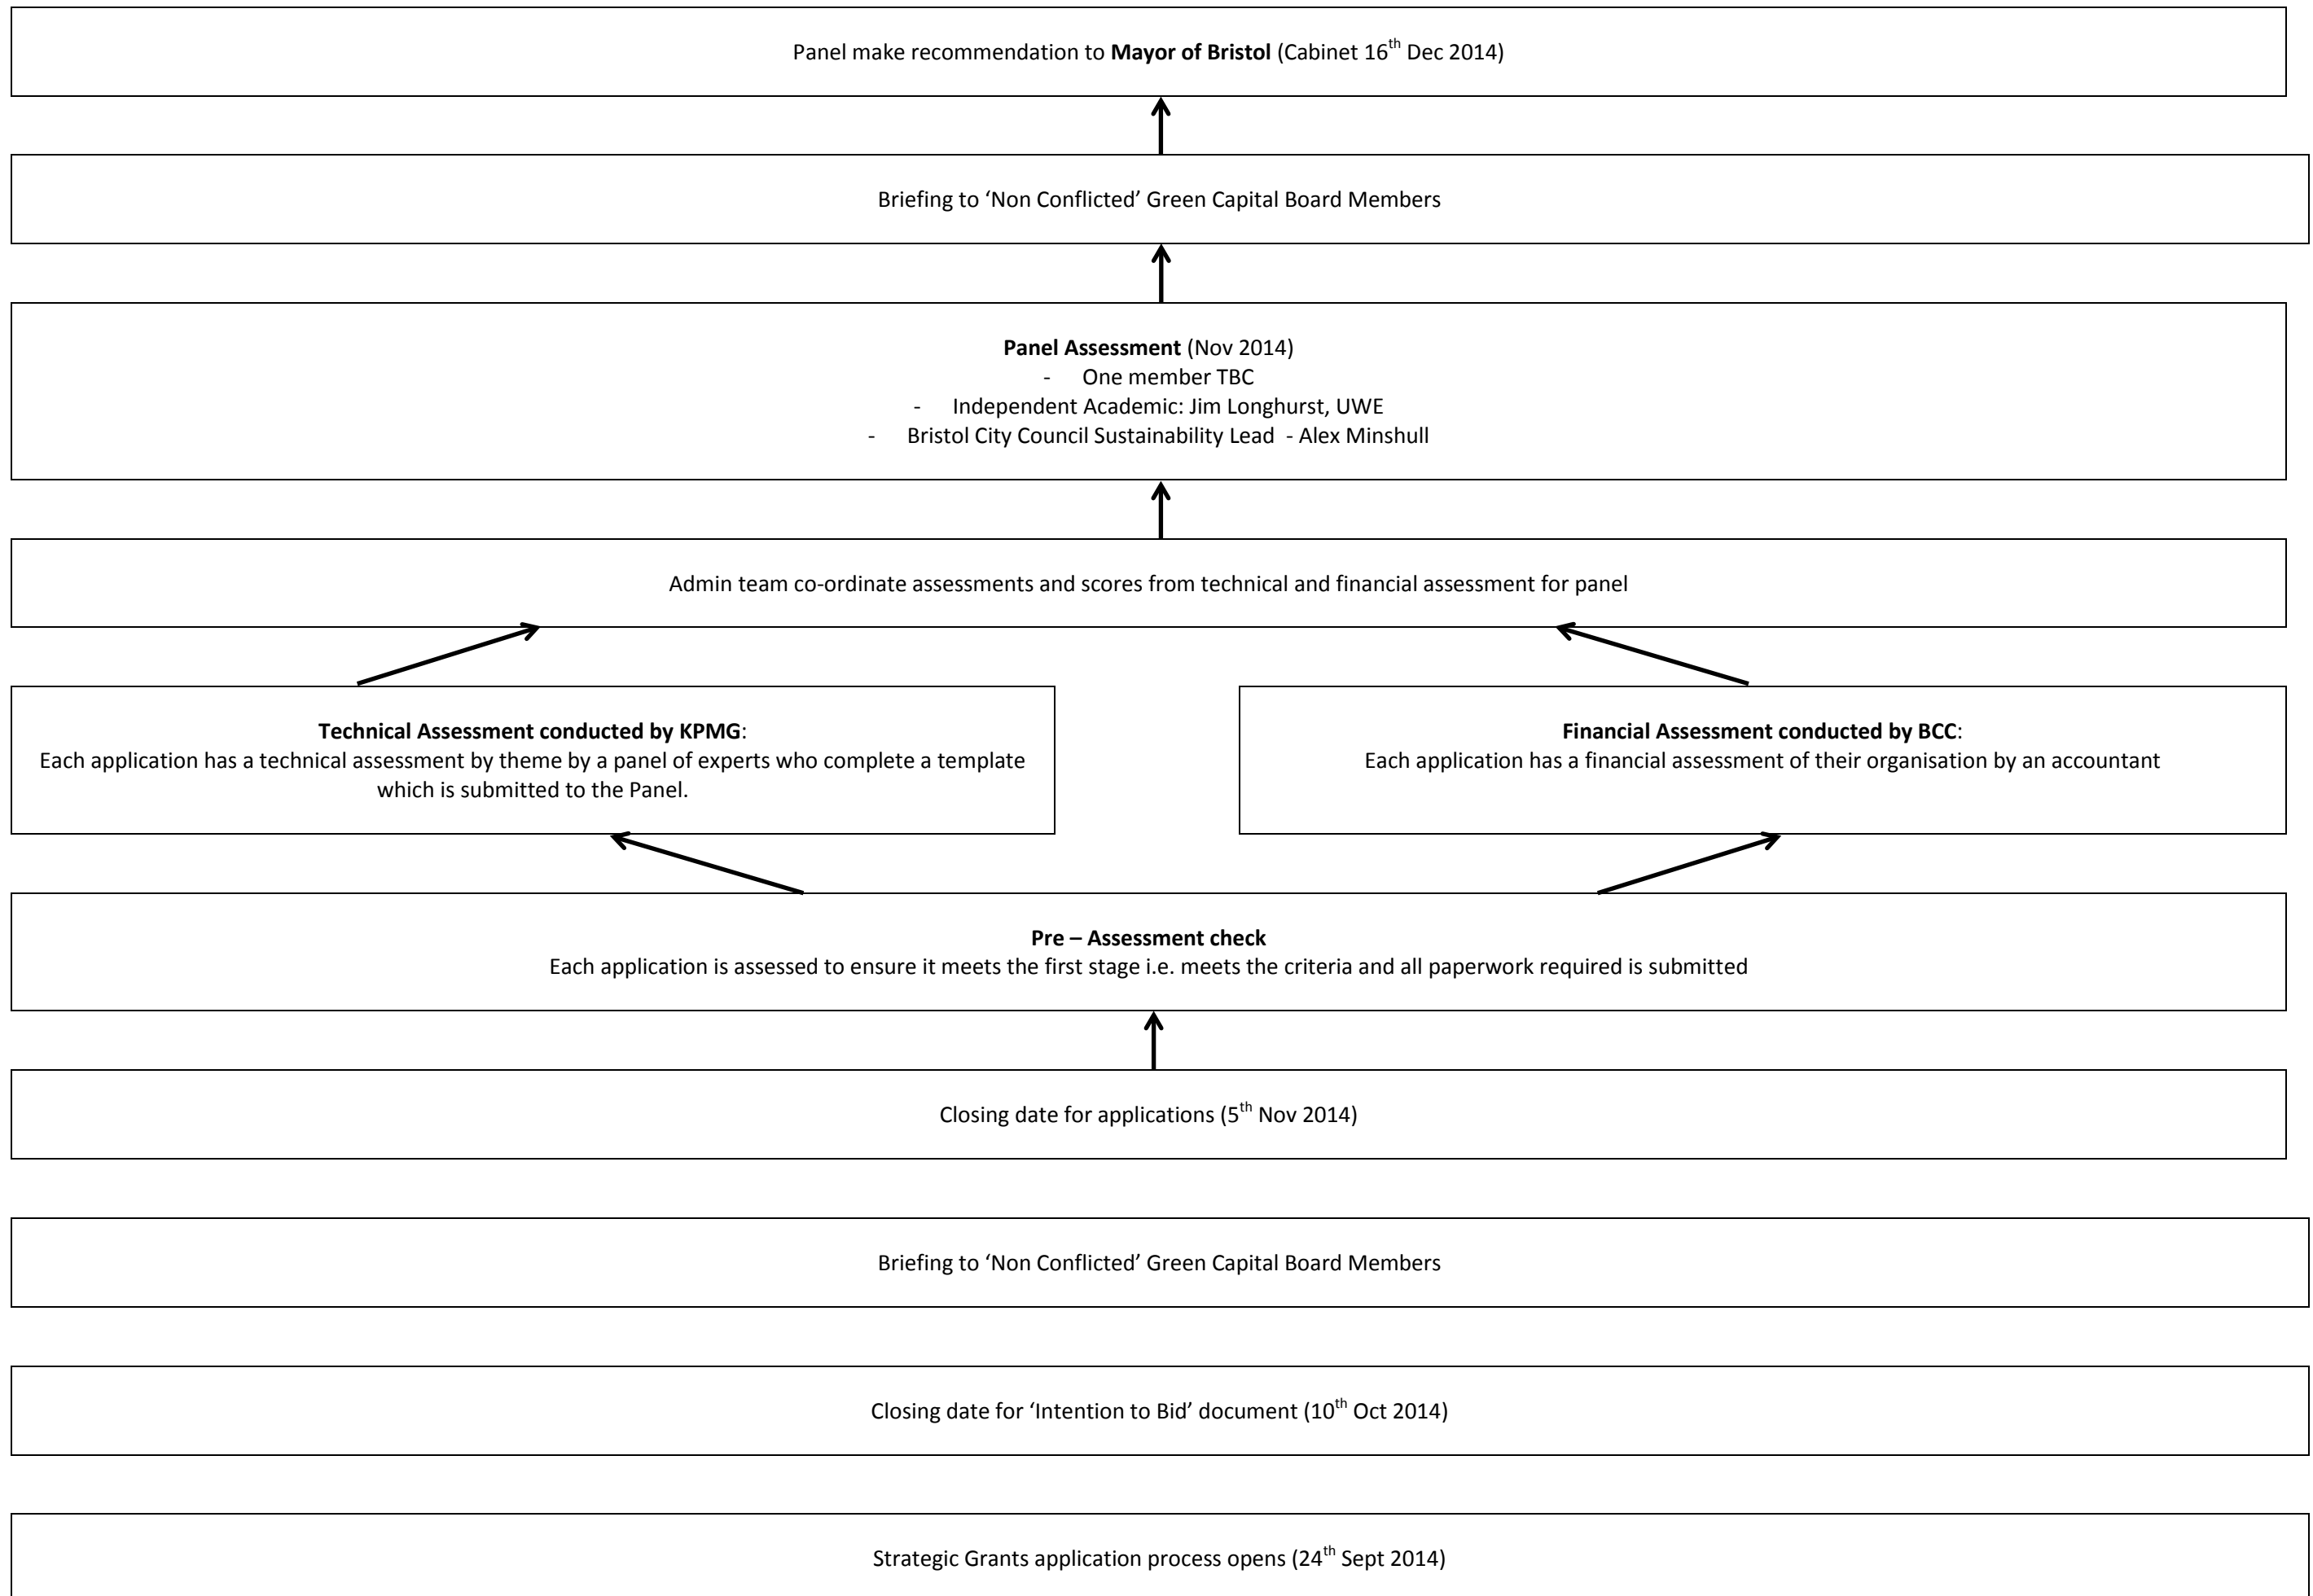 Panel make recommendation to Mayor of Bristol (Cabinet 16th Dec 2014)
Briefing to ‘Non Conflicted’ Green Capital Board Members
Panel Assessment (Nov 2014)
- One member TBC
- Independent Academic: Jim Longhurst, UWE
- Bristol City Council Sustainability Lead - Alex Minshull
Admin team co-ordinate assessments and scores from technical and financial assessment for panel
Technical Assessment conducted by KPMG:
Each application has a technical assessment by theme by a panel of experts who complete a template
which is submitted to the Panel.
Financial Assessment conducted by BCC:
Each application has a financial assessment of their organisation by an accountant
Pre – Assessment check
Each application is assessed to ensure it meets the first stage i.e. meets the criteria and all paperwork required is submitted
Closing date for applications (5th Nov 2014)
Briefing to ‘Non Conflicted’ Green Capital Board Members
Closing date for ‘Intention to Bid’ document (10th Oct 2014)
Strategic Grants application process opens (24th Sept 2014)